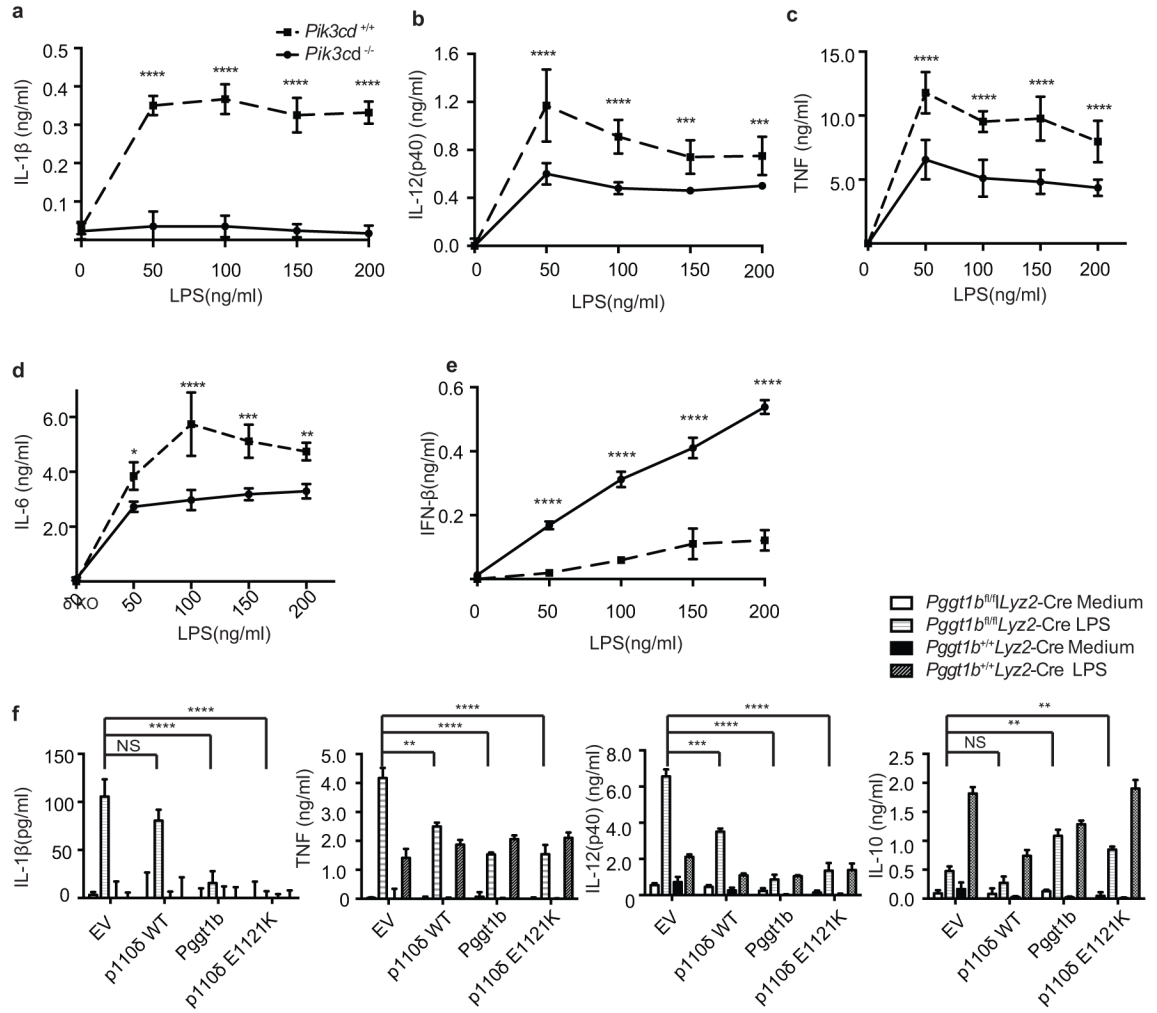 a
Pik3cd +/+
Pik3cd -/-
0.5
0.4
0.3
0.2
0.1
IL-1β (ng/ml)
**** **** **** ****
0 50 100 150 200
LPS(ng/ml)
b
1.6
1.2
0.8
0.4
0.0
IL-12(p40) (ng/ml)
**** **** *** ***
0 50 100 150 200
LPS(ng/ml)
c
15.0
10.0
5.0
TNF (ng/ml)
**** **** **** ****
0 50 100 150 200
LPS(ng/ml)
d
6.0
4.0
2.0
IL-6 (ng/ml)
* **** *** **
50 100 150 200
LPS(ng/ml)
e
0.6
0.4
0.2
IFN-β(ng/ml)
**** **** **** ****
0 50 100 150 200
LPS(ng/ml)
Pggt1bfl/flLyz2-Cre Medium
Pggt1bfl/flLyz2-Cre LPS
Pggt1b+/+Lyz2-Cre Medium
Pggt1b+/+Lyz2-Cre LPS
f
****
****
NS
150
100
50
0
IL-1β(pg/ml)
EV p110δ WT Pggt1b p110δ E1121K
****
****
**
5.0
4.0
3.0
2.0
1.0
0
TNF (ng/ml)
EV p110δ WT Pggt1b p110δ E1121K
****
****
***
8.0
6.0
4.0
2.0
0.0
IL-12(p40) (ng/ml)
EV p110δ WT Pggt1b p110δ E1121K
**
**
NS
2.5
2.0
1.5
1.0
0.5
0.0
IL-10 (ng/ml)
EV p110δ WT Pggt1b p110δ E1121K